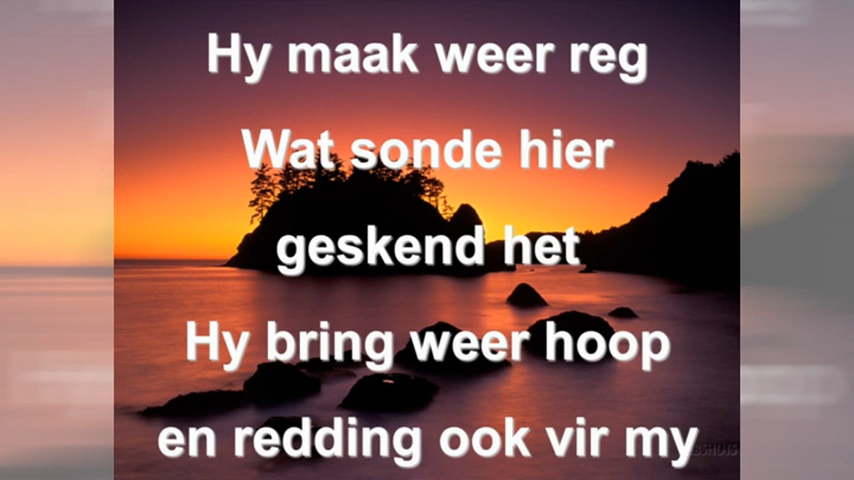 Hy maak weer reg
Wat sonde hier
geskend het
Hy bring weer hoop
en redding ook vir my